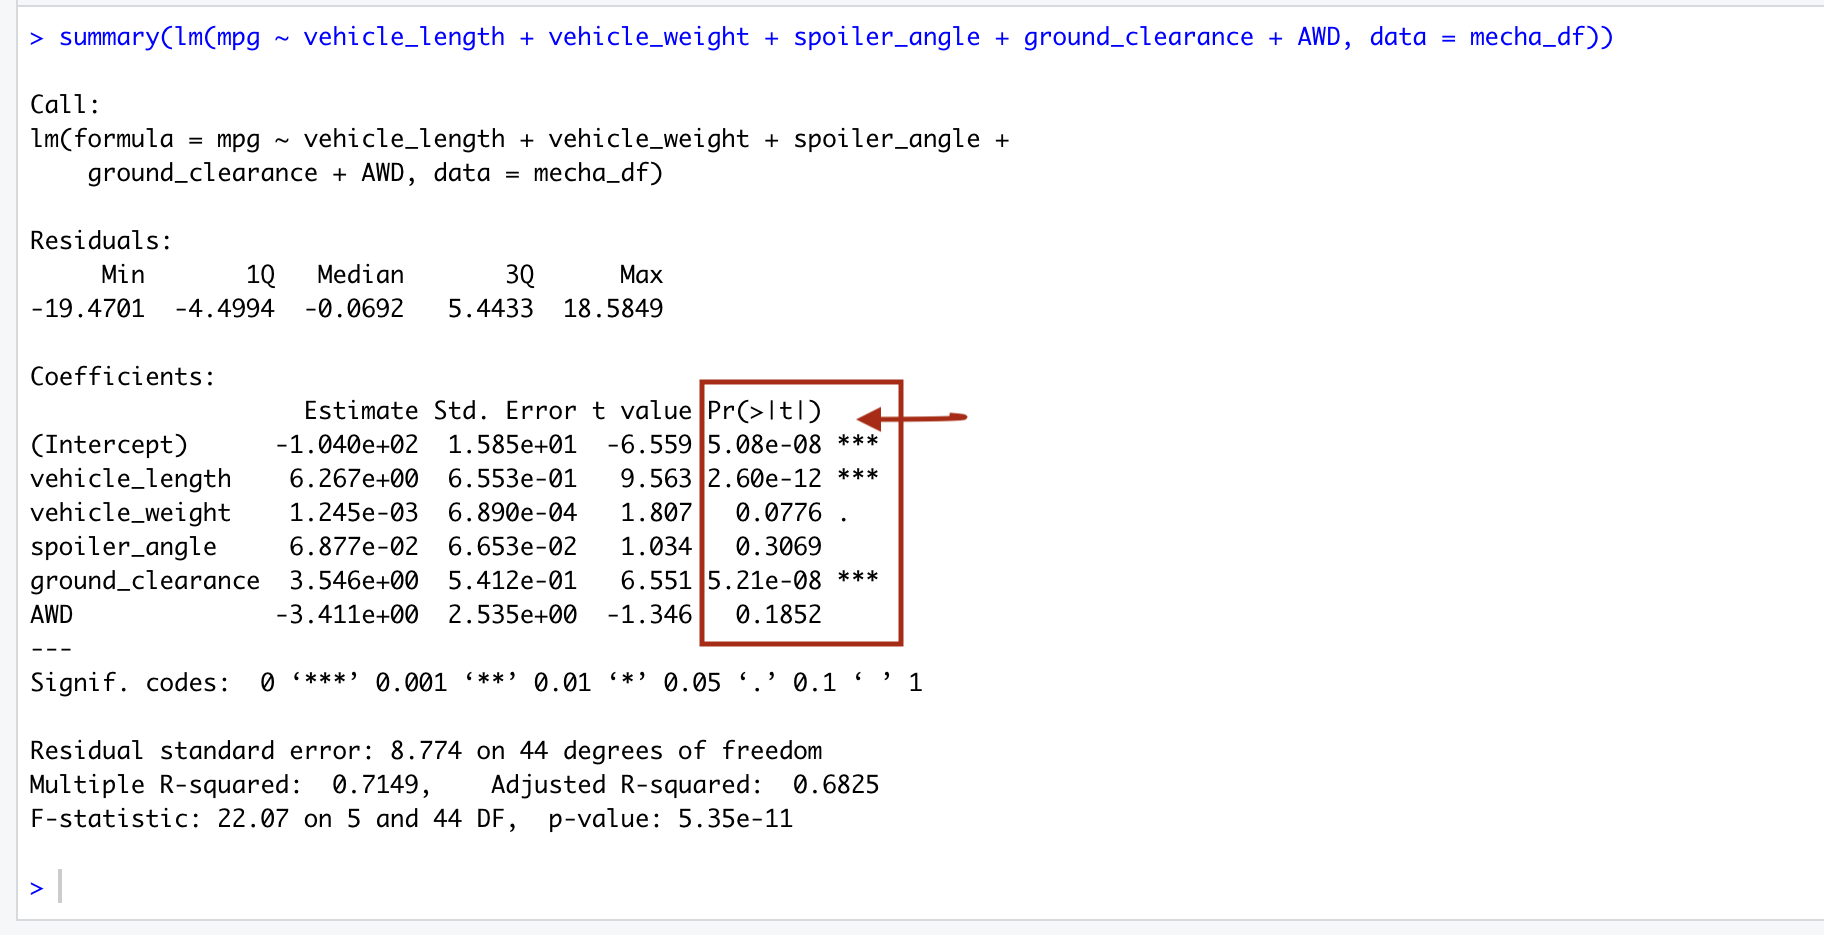 > summary(lm(mpg ~ vehicle_length + vehicle_weight + spoiler_angle + ground_clearance + AWD, data = mecha_df))
Call:
lm(formula = mpg ~ vehicle_length + vehicle_weight + spoiler_angle +
    ground_clearance + AWD, data = mecha_df)
Residuals:
     Min       1Q   Median       3Q      Max
-19.4701  -4.4994  -0.0692   5.4433  18.5849
Coefficients:
                   Estimate Std. Error t value Pr(>|t|)
(Intercept)      -1.040e+02  1.585e+01  -6.559 5.08e-08 ***
vehicle_length    6.267e+00  6.553e-01   9.563 2.60e-12 ***
vehicle_weight    1.245e-03  6.890e-04   1.807   0.0776 .
spoiler_angle     6.877e-02  6.653e-02   1.034   0.3069
ground_clearance  3.546e+00  5.412e-01   6.551 5.21e-08 ***
AWD              -3.411e+00  2.535e+00  -1.346   0.1852
---
Signif. codes:  0 ‘***’ 0.001 ‘**’ 0.01 ‘*’ 0.05 ‘.’ 0.1 ‘ ’ 1
Residual standard error: 8.774 on 44 degrees of freedom
Multiple R-squared:  0.7149,    Adjusted R-squared:  0.6825
F-statistic: 22.07 on 5 and 44 DF,  p-value: 5.35e-11
>